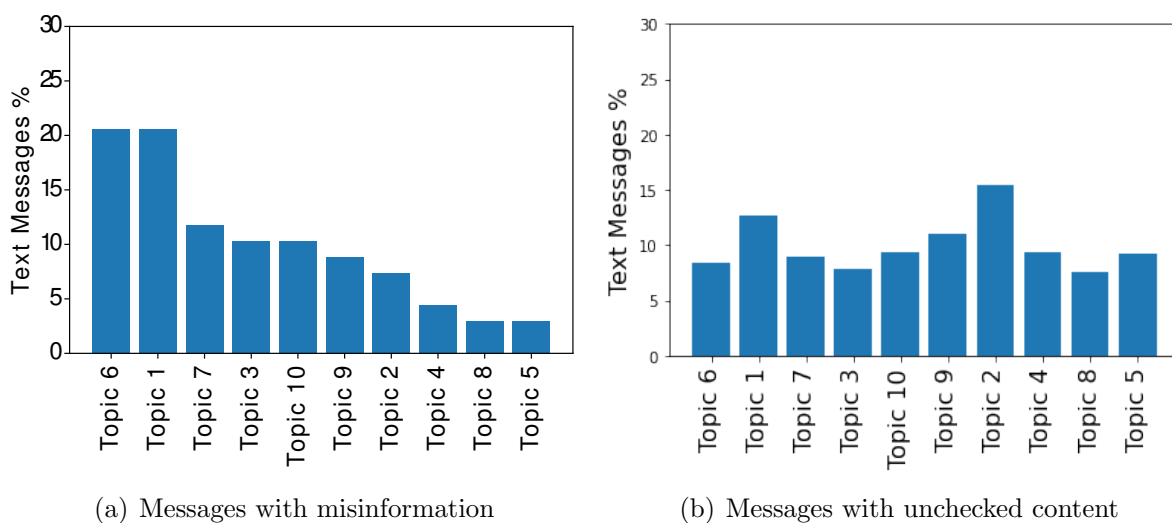 30
25
20
15
10
5
0
Text Messages %
Topic 6
Topic 1
Topic 7
Topic 3
Topic 10
Topic 9
Topic 2
Topic 4
Topic 8
Topic 5
(a) Messages with misinformation
30
25
20
15
10
5
0
Text Messages %
Topic 6
Topic 1
Topic 7
Topic 3
Topic 10
Topic 9
Topic 2
Topic 4
Topic 8
Topic 5
(b) Messages with unchecked content